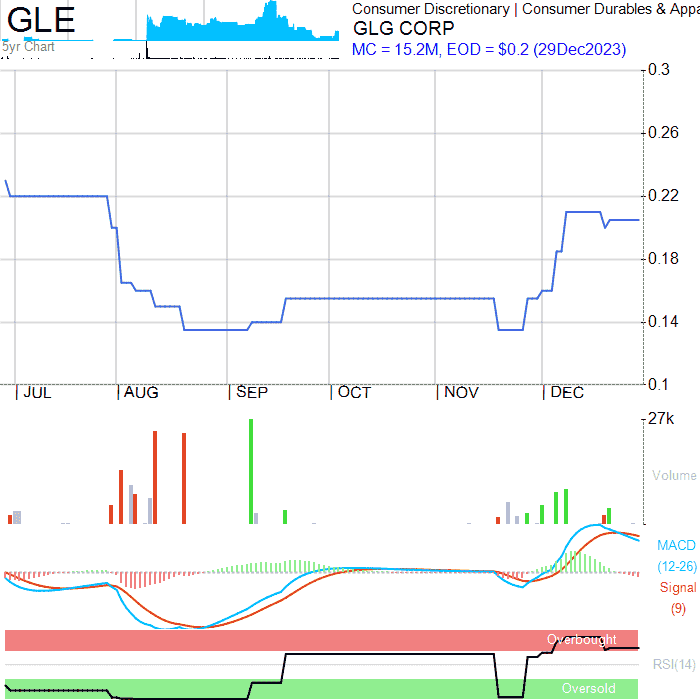 GLE
5yr Chart
Consumer Discretionary | Consumer Durables & Appa
GLG CORP
MC = 15.2M, EOD = $0.2 (29Dec2023)
0.3
0.26
0.22
0.18
0.14
0.1
JUL AUG SEP OCT NOV DEC
27k
Volume
MACD
(12-26)
Signal
(9)
Overbought
RSI(14)
Oversold